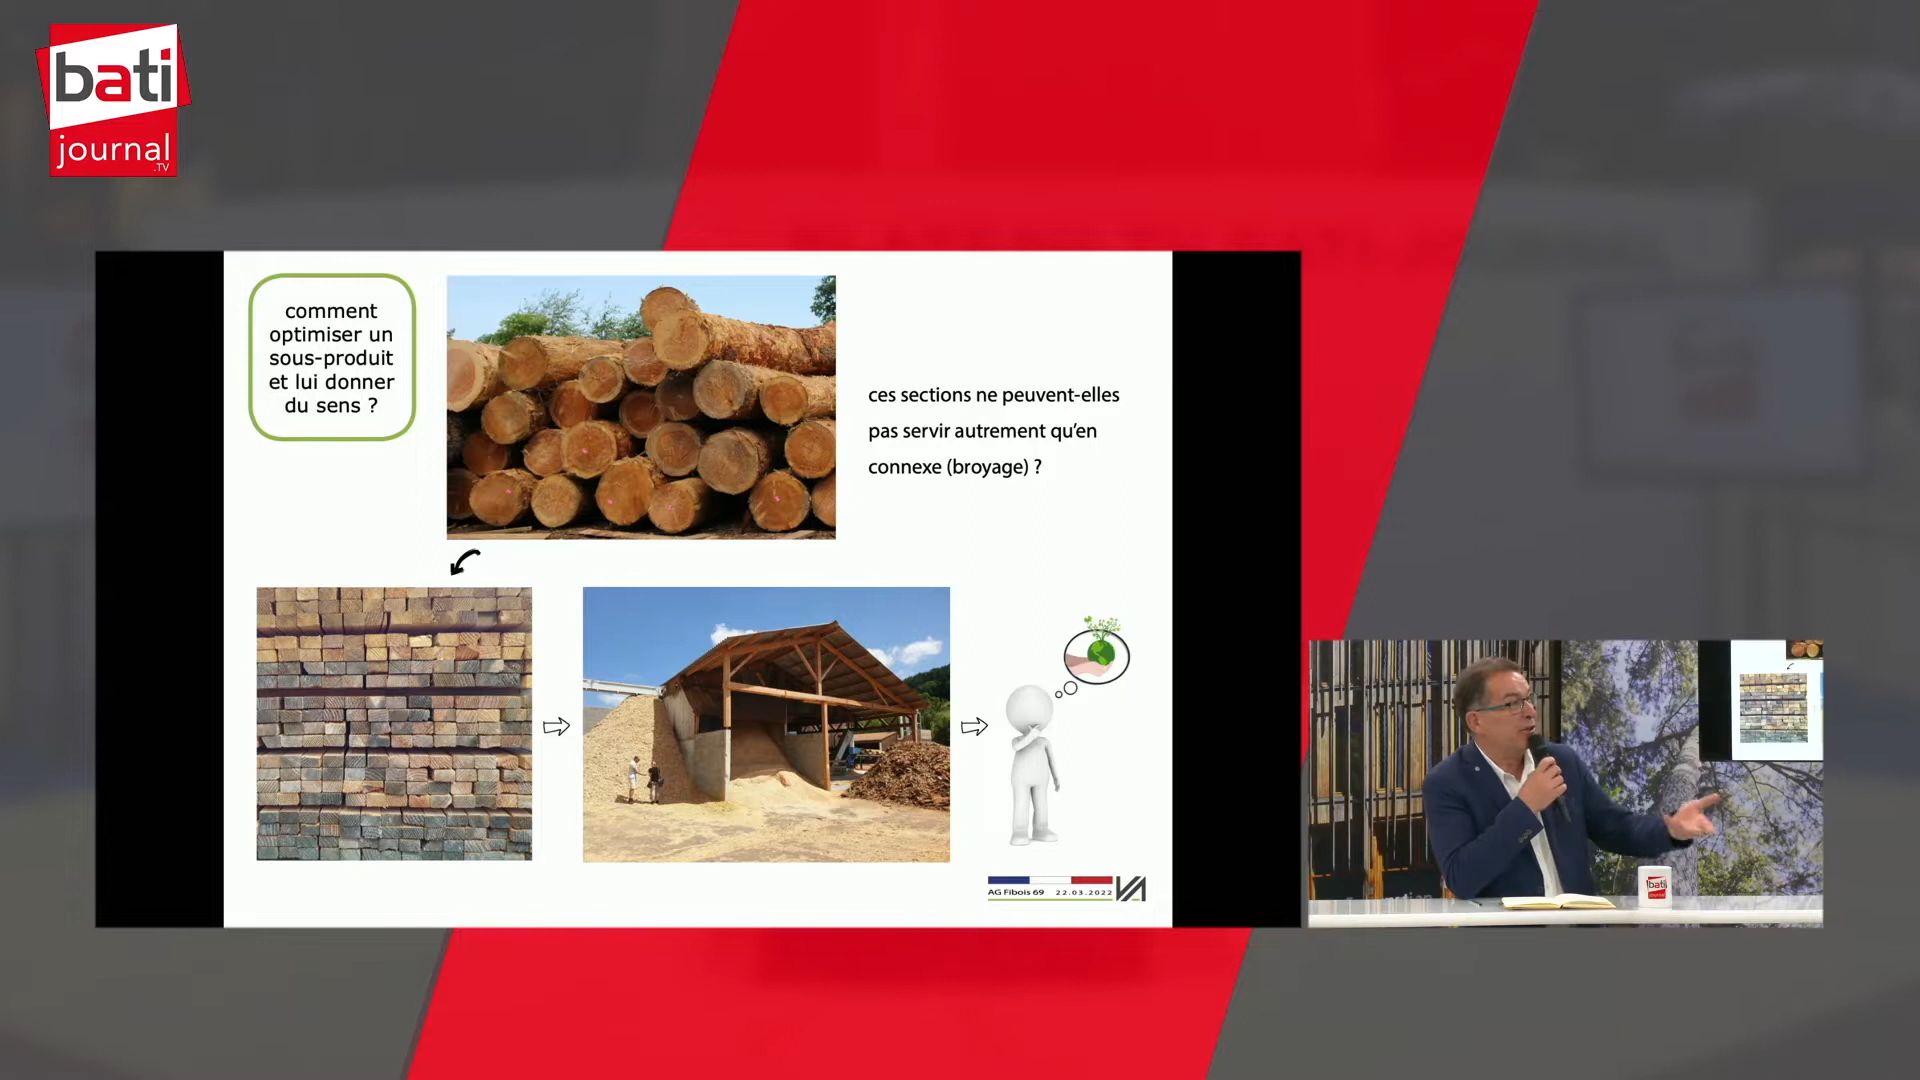 bati
journal
.TV
comment
optimiser un
sous-produit
et lui donner
du sens ?
ces sections ne peuvent-elles
pas servir autrement qu'en
connexe (broyage) ?
AG Fibois 69 22.03.2022
bati
journal